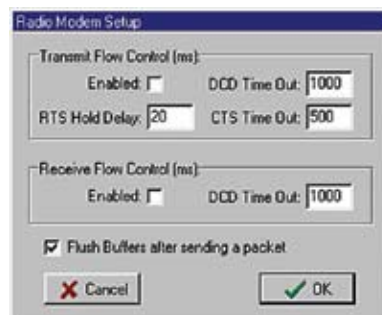 Radio Modem Setup
Transmit Flow Control (ms):
Enabled: DCD Time Out: 1000
RTS Hold Delay: 20 CTS Time Out: 500
Receive Flow Control (ms):
Enabled: DCD Time Out: 1000
Flush Buffers after sending a packet
Cancel OK